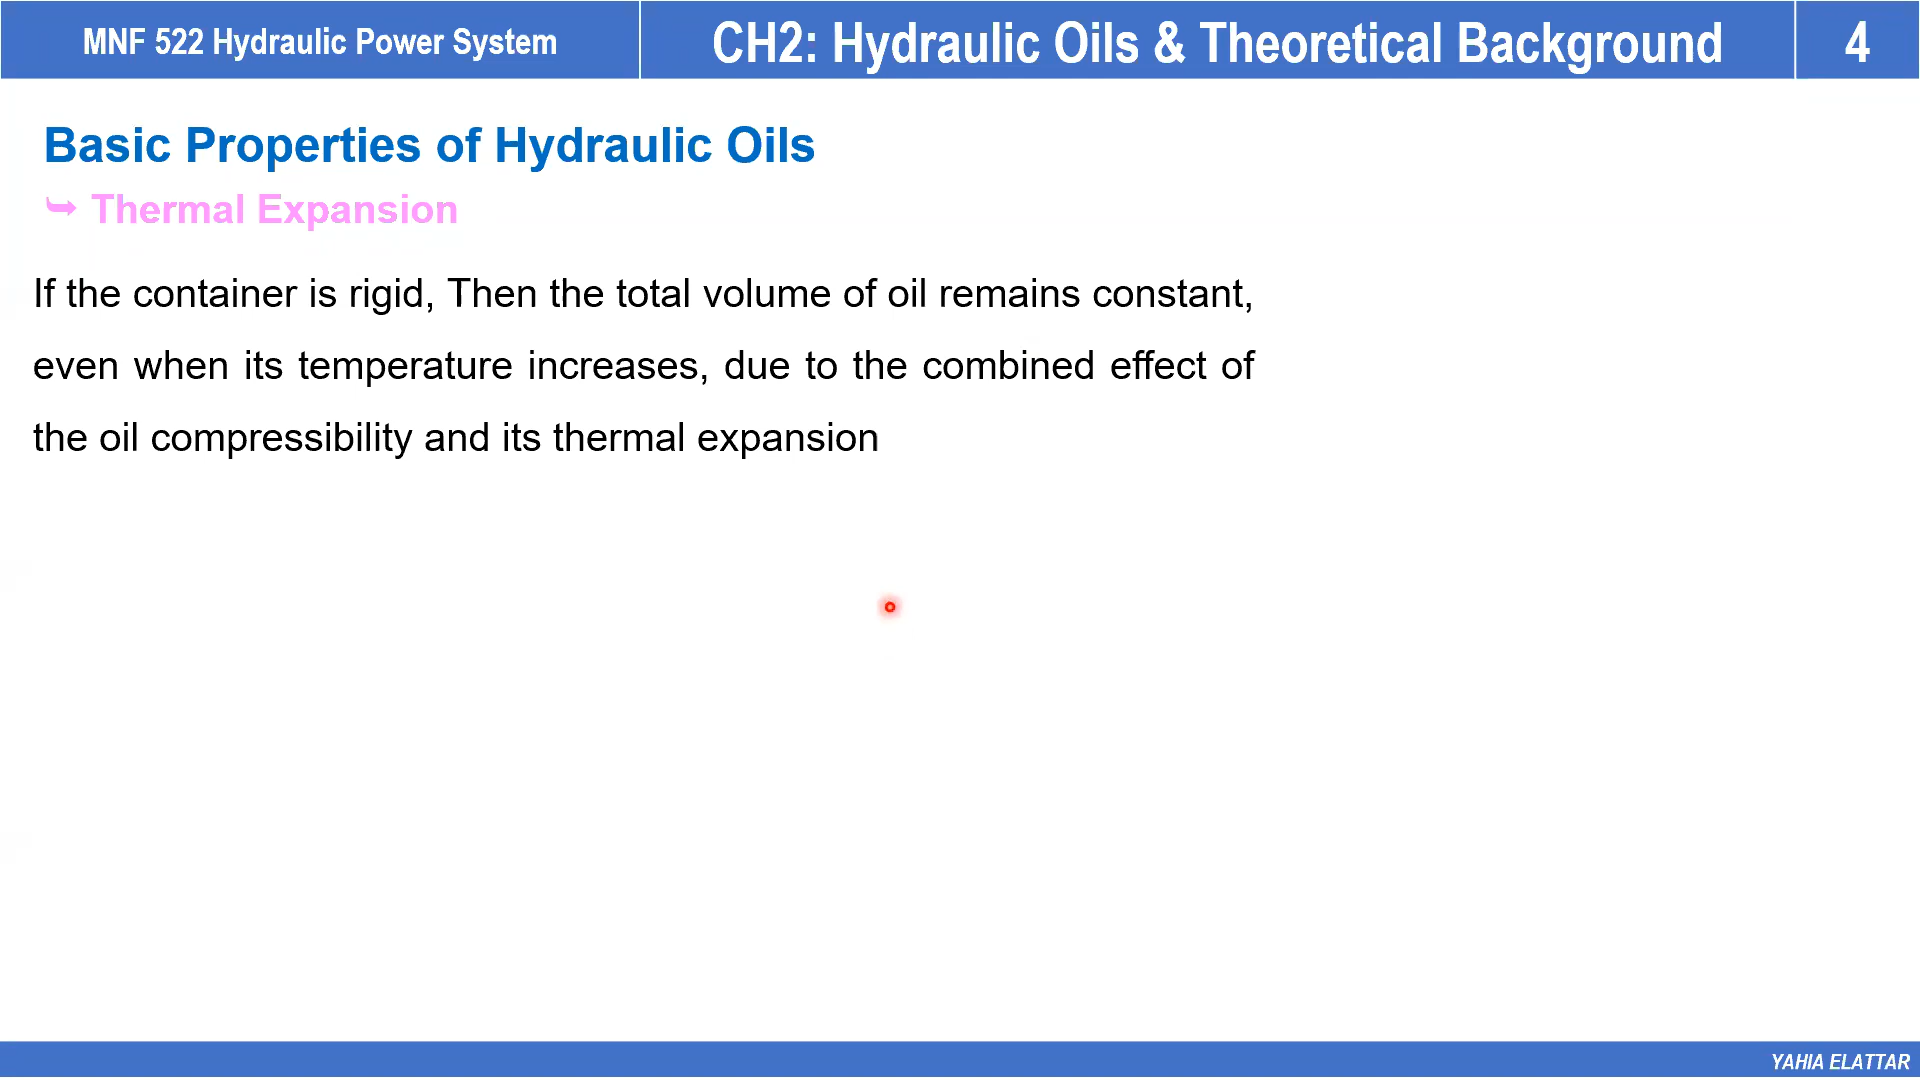 MNF 522 Hydraulic Power System
CH2: Hydraulic Oils & Theoretical Background
4
Basic Properties of Hydraulic Oils
➥ Thermal Expansion
If the container is rigid, Then the total volume of oil remains constant,
even when its temperature increases, due to the combined effect of
the oil compressibility and its thermal expansion
YAHIA ELATTAR